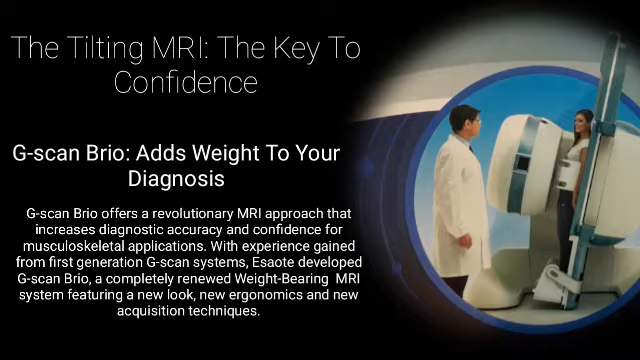 The Tilting MRI: The Key To
Confidence
G-scan Brio: Adds Weight To Your
Diagnosis
G-scan Brio offers a revolutionary MRI approach that
increases diagnostic accuracy and confidence for
musculoskeletal applications. With experience gained
from first generation G-scan systems, Esaote developed
G-scan Brio, a completely renewed Weight-Bearing MRI
system featuring a new look, new ergonomics and new
acquisition techniques.